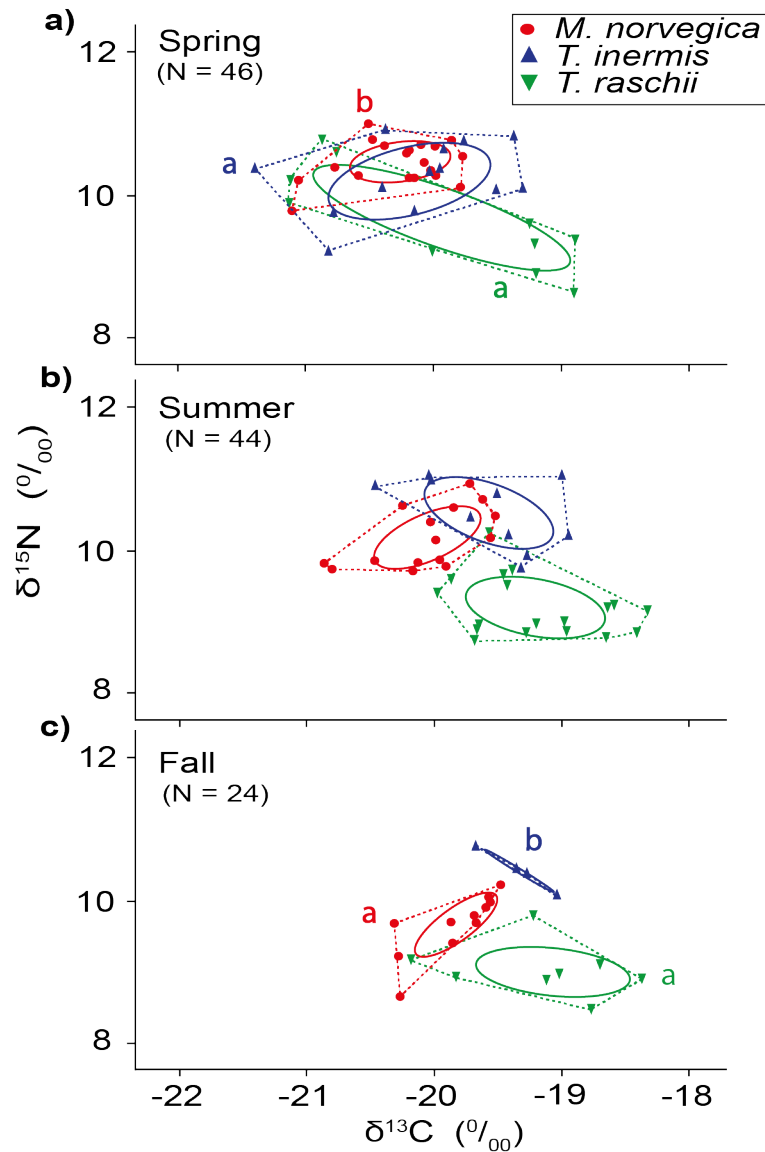 a)
Spring
(N = 46)
M. norvegica
T. inermis
T. raschii
12
10
8
b
a
a
b)
Summer
(N = 44)
12
10
8
δ¹⁵N (⁰/₀₀)
c)
Fall
(N = 24)
12
10
8
b
a
a
-22 -21 -20 -19 -18
δ¹³C (⁰/₀₀)